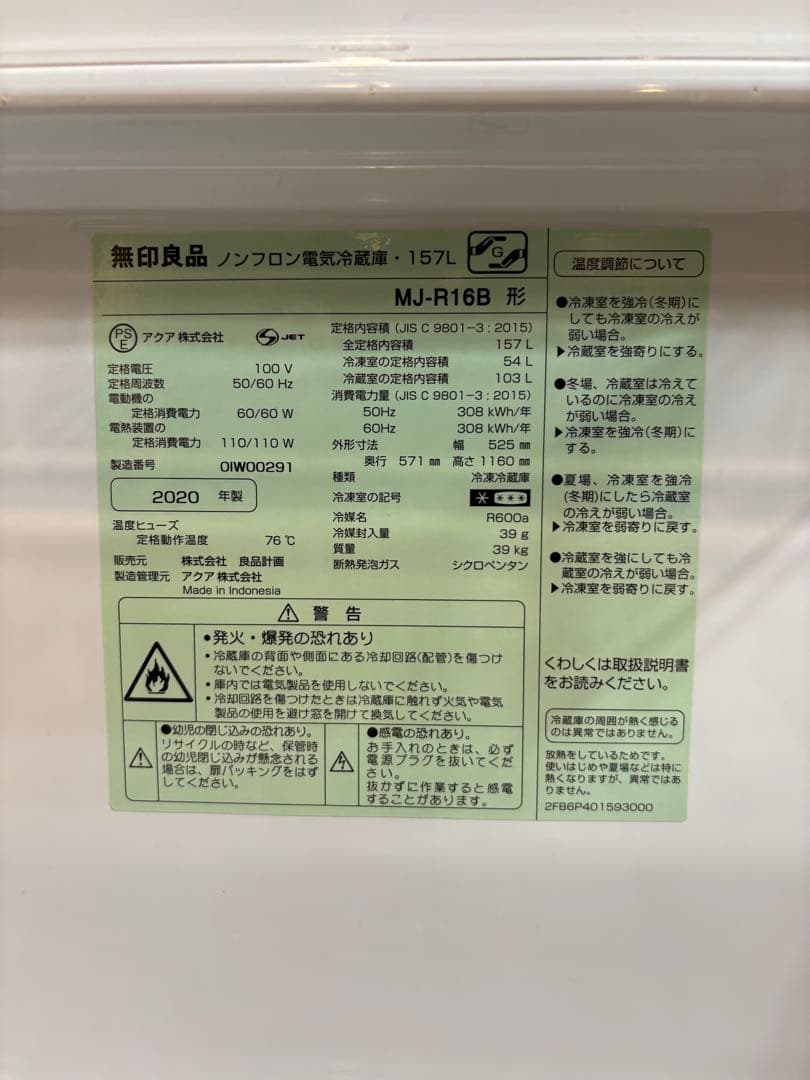 無印良品 ノンフロン電気冷蔵庫・157L
G
MJ-R16B 形
PS
E
アクア 株式会社
JET
定格電圧 100 V
定格周波数 50/60 Hz
電動機の
定格消費電力 60/60 W
電熱装置の
定格消費電力 110/110 W
製造番号 0IW00291
2020 年製
温度ヒューズ
定格動作温度 76 ℃
販売元 株式会社 良品計画
製造管理元 アクア 株式会社
Made in Indonesia
定格内容積 (JIS C 9801-3 : 2015)
全定格内容積 157 L
冷凍室の定格内容積 54 L
冷蔵室の定格内容積 103 L
消費電力量 (JIS C 9801-3 : 2015)
50Hz 308 kWh/年
60Hz 308 kWh/年
外形寸法 幅 525 ㎜
奥行 571 ㎜ 高さ 1160 ㎜
種類 冷凍冷蔵庫
冷凍室の記号
冷媒名 R600a
冷媒封入量 39 g
質量 39 kg
断熱発泡ガス シクロペンタン
警 告
●発火・爆発の恐れあり
・冷蔵庫の背面や側面にある冷却回路(配管)を傷つけ
ないでください。
・庫内では電気製品を使用しないでください。
・冷却回路を傷つけたときは冷蔵庫に触れず火気や電気
製品の使用を避け窓を開けて換気してください。
●幼児の閉じ込みの恐れあり。
リサイクルの時など、保管時
の幼児閉じ込みが懸念される
場合は、扉パッキングをはず
してください。
●感電の恐れあり。
お手入れのときは、必ず
電源プラグを抜いてくだ
さい。
抜かずに作業すると感電
することがあります。
温度調節について
●冷凍室を強冷(冬期)に
しても冷凍室の冷えが
弱い場合。
▶冷蔵室を強寄りにする。
●冬場、冷蔵室は冷えて
いるのに冷凍室の冷え
が弱い場合。
▶冷凍室を強冷(冬期)に
する。
●夏場、冷凍室を強冷
(冬期)にしたら冷蔵室
の冷えが弱い場合。
▶冷凍室を弱寄りに戻す。
●冷蔵室を強にしても冷
蔵室の冷えが弱い場合。
▶冷凍室を弱寄りに戻す。
くわしくは取扱説明書
をお読みください。
冷蔵庫の周囲が熱く感じる
のは異常ではありません。
放熱をしているためです。
使いはじめや夏場などは特に
熱くなりますが、異常ではあ
りません。
2FB6P401593000